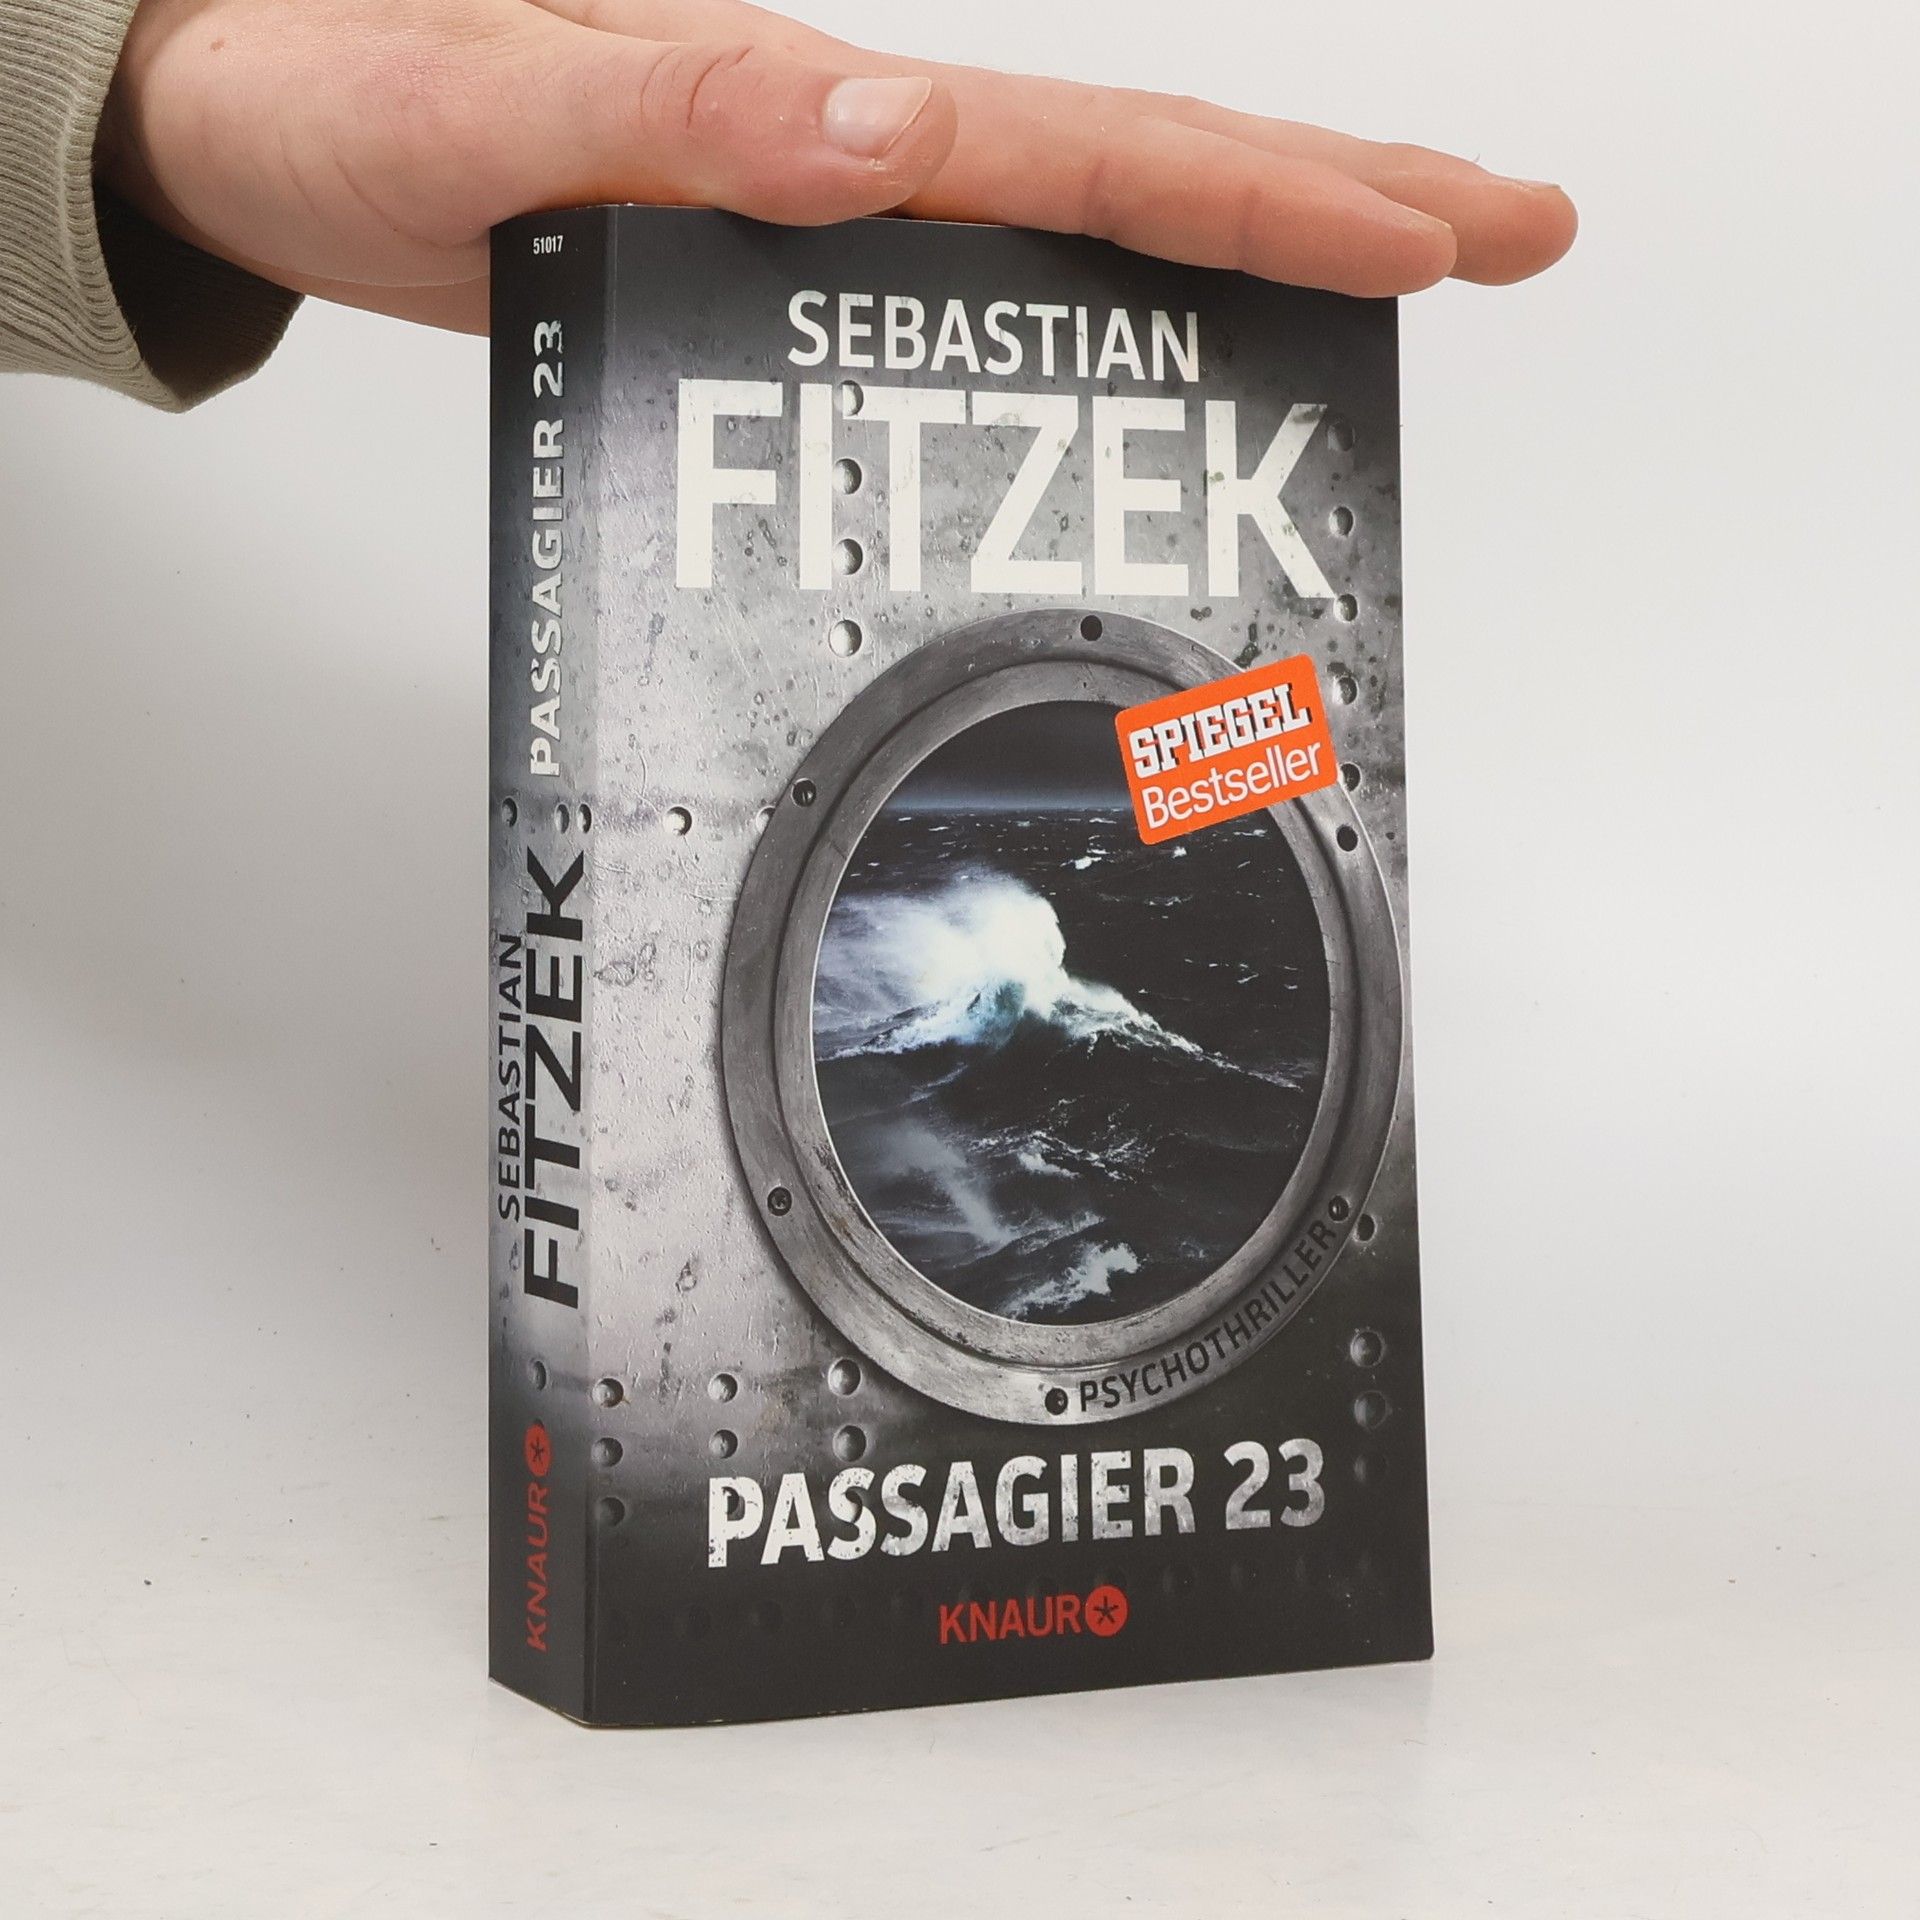 51017
PASSAGIER 23
SEBASTIAN
FITZEK
KNAUR
SEBASTIAN
FITZEK
SPIEGEL
Bestseller
PSYCHOTHRILLER
PASSAGIER 23
KNAUR